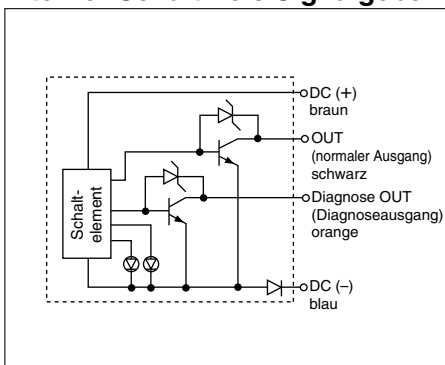 DC (+)
braun
OUT
(normaler Ausgang)
schwarz
Diagnose OUT
(Diagnoseausgang)
orange
Schalt-
element
DC (–)
blau